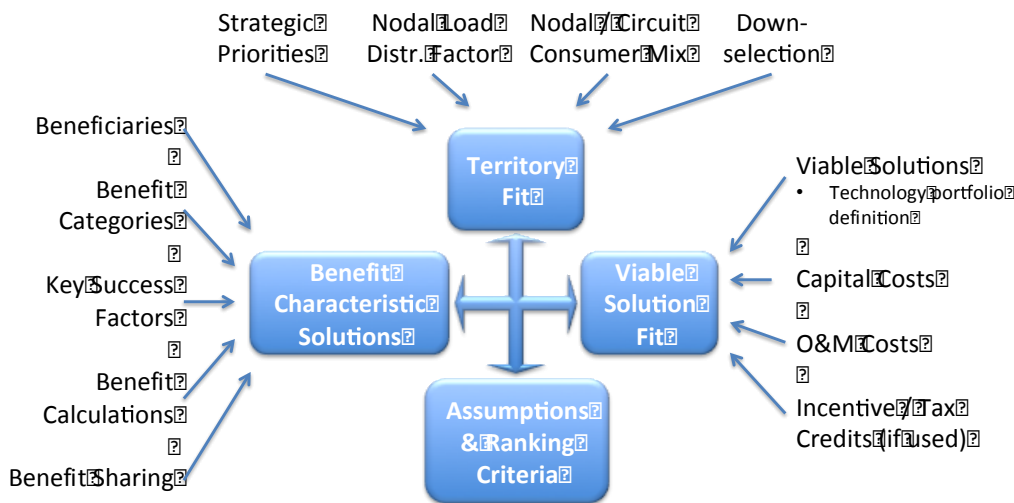 Strategic
Priorities
Nodal Load
Distr. Factor
Nodal / Circuit
Consumer Mix
Down-
selection
Beneficiaries
Benefit
Categories
Key Success
Factors
Benefit
Calculations
Benefit Sharing
Territory
Fit
Benefit
Characteristic
Solutions
Viable
Solution
Fit
Assumptions
& Ranking
Criteria
Viable Solutions
• Technology portfolio
definition
Capital Costs
O&M Costs
Incentive / Tax
Credits (if used)